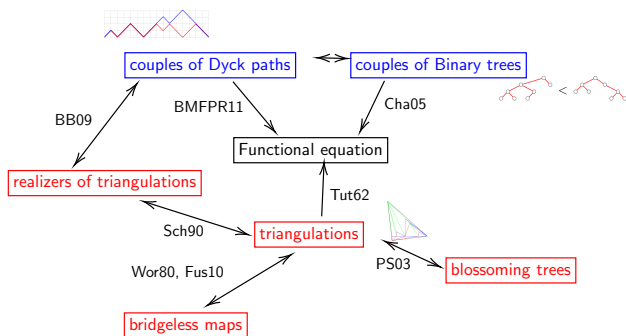 couples of Dyck paths
couples of Binary trees
BB09
BMFPR11
Cha05
<
Functional equation
realizers of triangulations
Tut62
Sch90
triangulations
PS03
blossoming trees
Wor80, Fus10
bridgeless maps